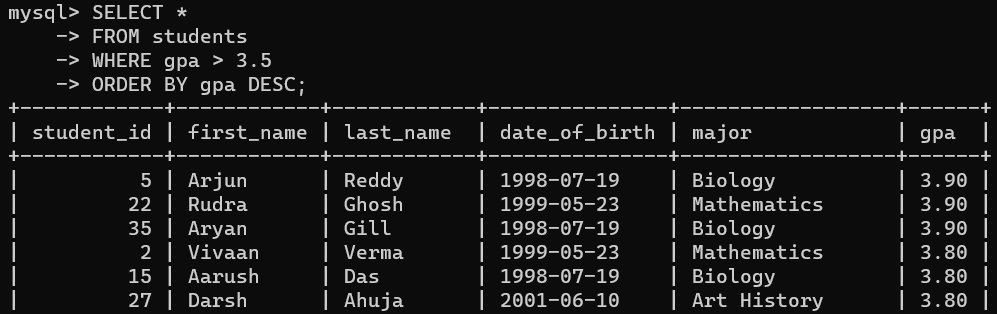 mysql> SELECT *
    -> FROM students
    -> WHERE gpa > 3.5
    -> ORDER BY gpa DESC;
+------------+------------+-----------+---------------+------------------+------+
| student_id | first_name | last_name | date_of_birth | major            | gpa  |
+------------+------------+-----------+---------------+------------------+------+
|          5 | Arjun      | Reddy     | 1998-07-19    | Biology          | 3.90 |
|         22 | Rudra      | Ghosh     | 1999-05-23    | Mathematics      | 3.90 |
|         35 | Aryan      | Gill      | 1998-07-19    | Biology          | 3.90 |
|          2 | Vivaan     | Verma     | 1999-05-23    | Mathematics      | 3.80 |
|         15 | Aarush     | Das       | 1998-07-19    | Biology          | 3.80 |
|         27 | Darsh      | Ahuja     | 2001-06-10    | Art History      | 3.80 |